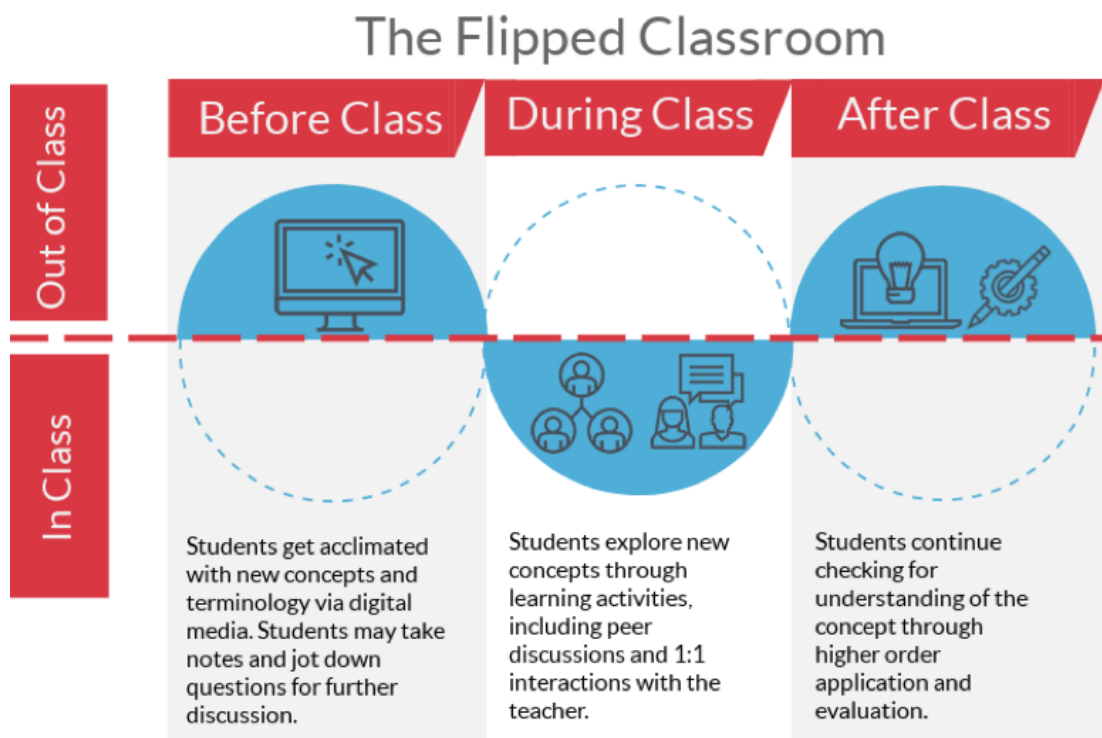 The Flipped Classroom
Before Class
During Class
After Class
Out of Class
In Class
Students get acclimated
with new concepts and
terminology via digital
media. Students may take
notes and jot down
questions for further
discussion.
Students explore new
concepts through
learning activities,
including peer
discussions and 1:1
interactions with the
teacher.
Students continue
checking for
understanding of the
concept through
higher order
application and
evaluation.